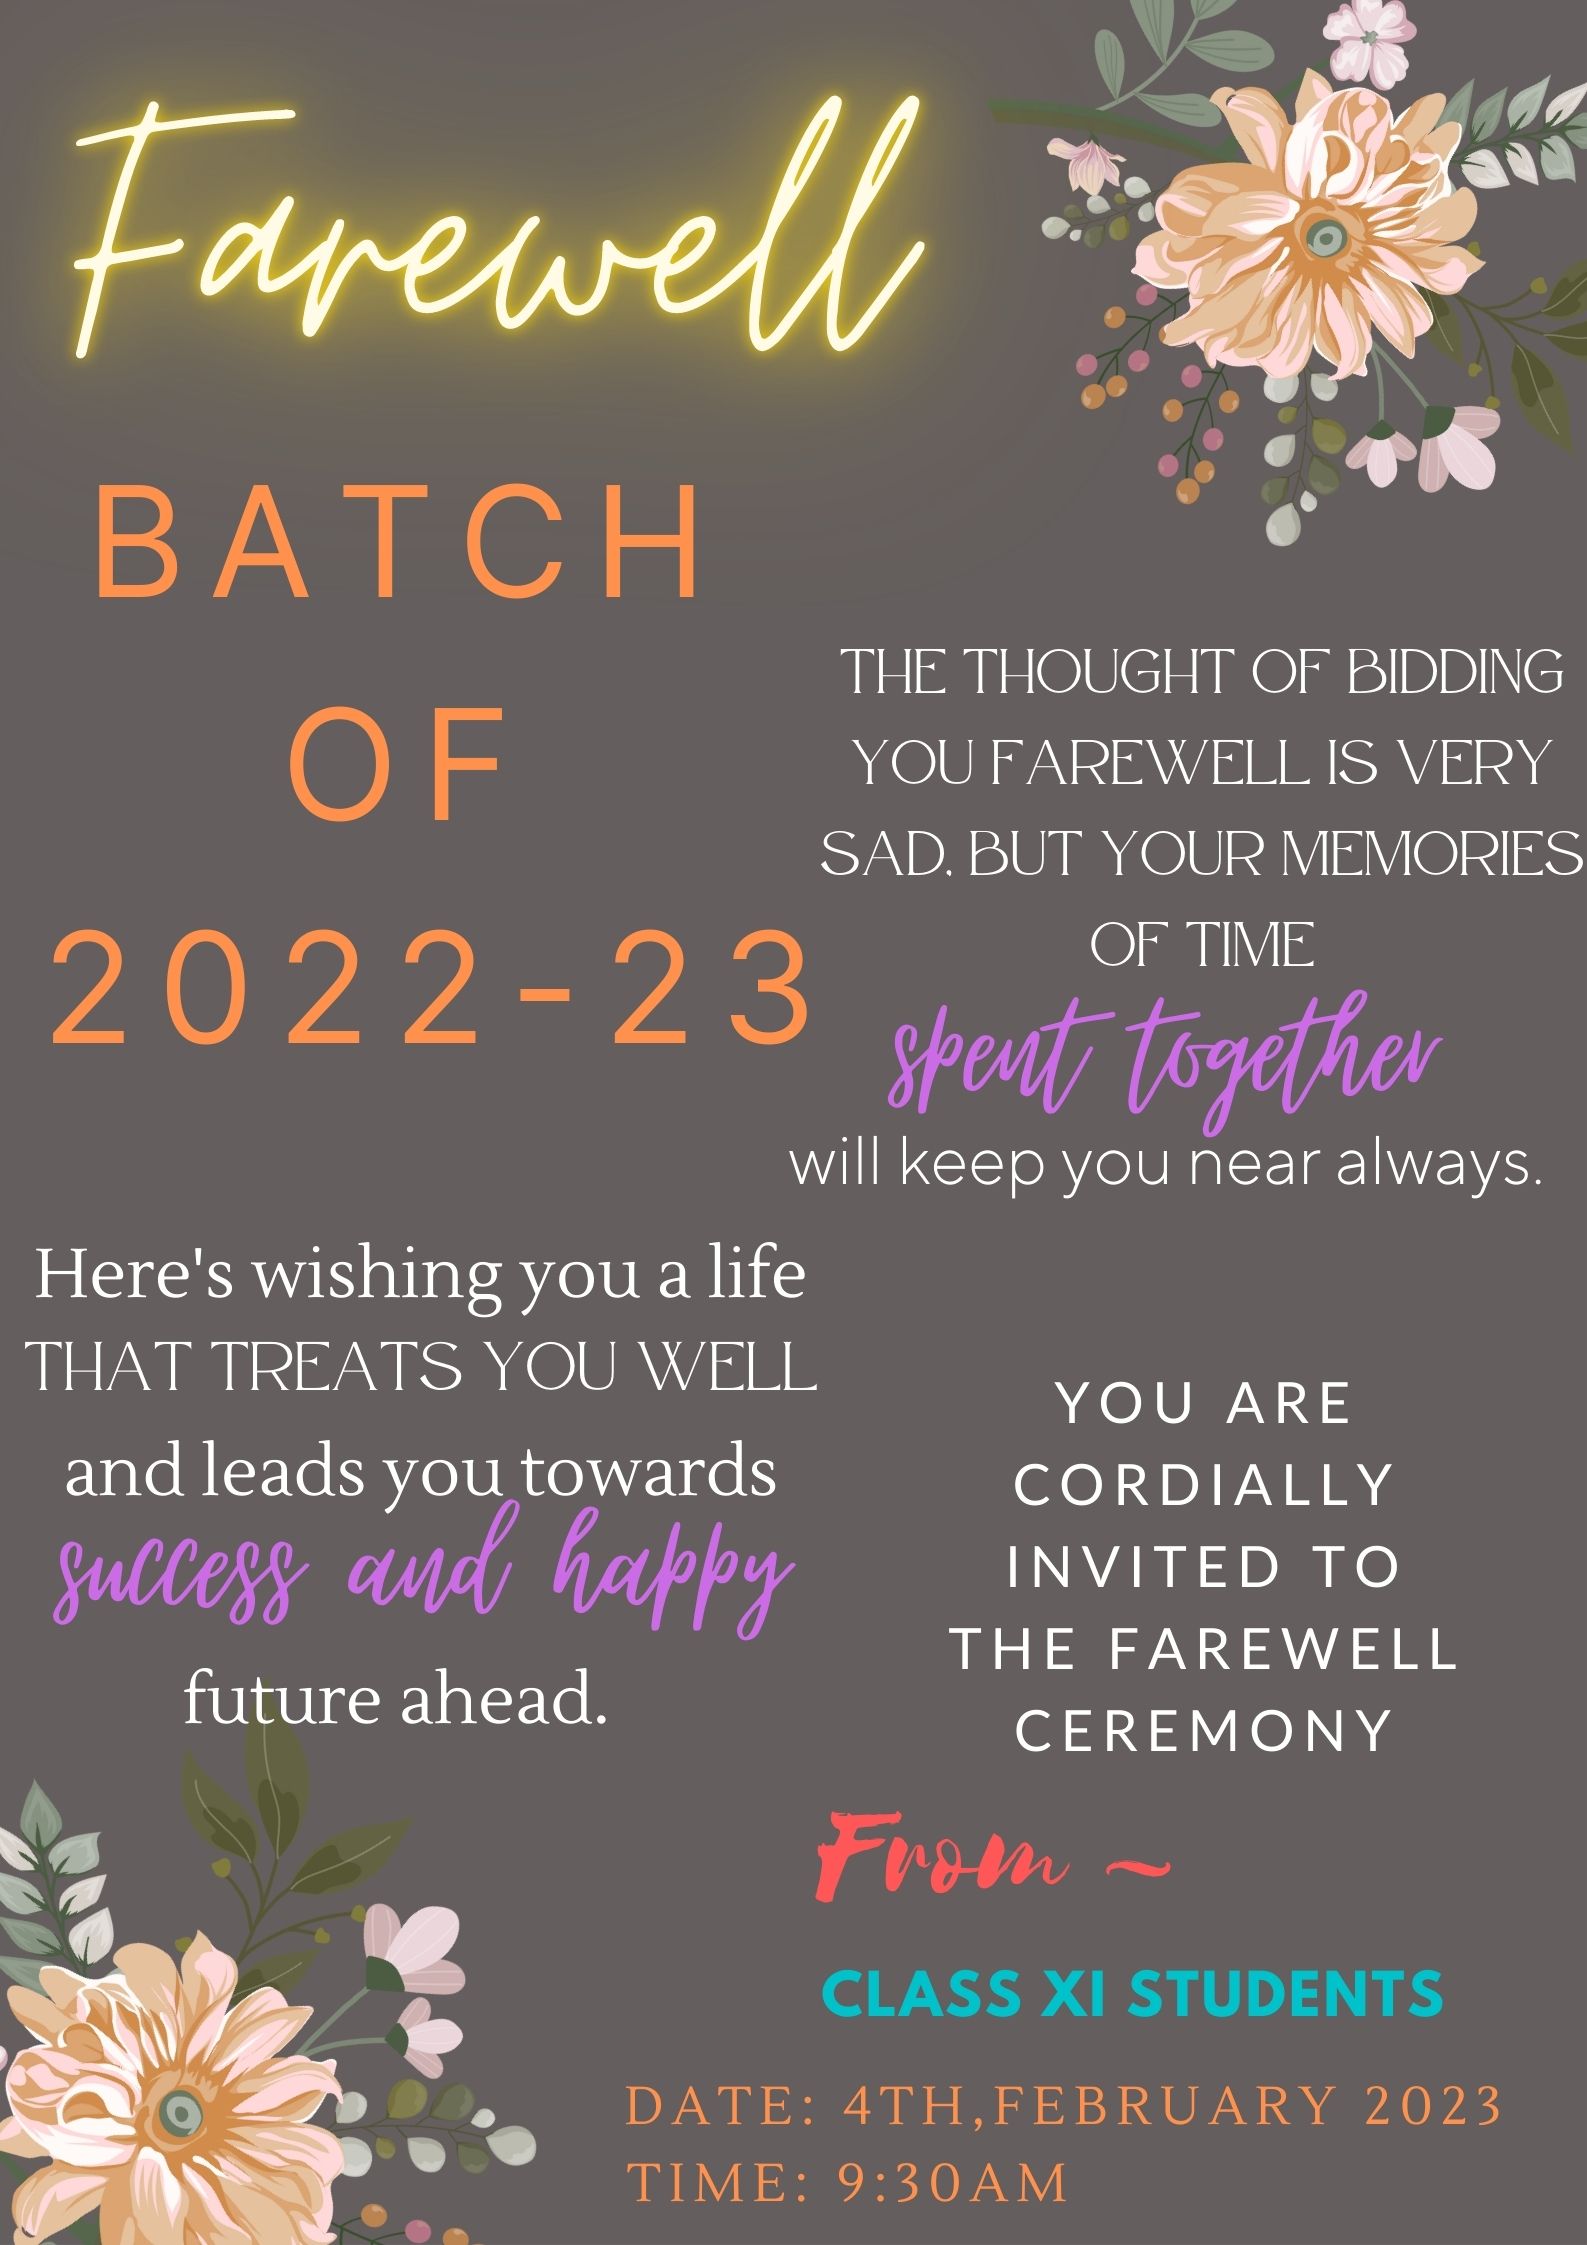 Farewell
BATCH
OF
2022-23
THE THOUGHT OF BIDDING
YOU FAREWELL IS VERY
SAD, BUT YOUR MEMORIES
OF TIME
spent together
will keep you near always.
Here's wishing you a life
THAT TREATS YOU WELL
and leads you towards
success and happy
future ahead.
YOU ARE
CORDIALLY
INVITED TO
THE FAREWELL
CEREMONY
From ~
CLASS XI STUDENTS
DATE: 4TH,FEBRUARY 2023
TIME: 9:30AM